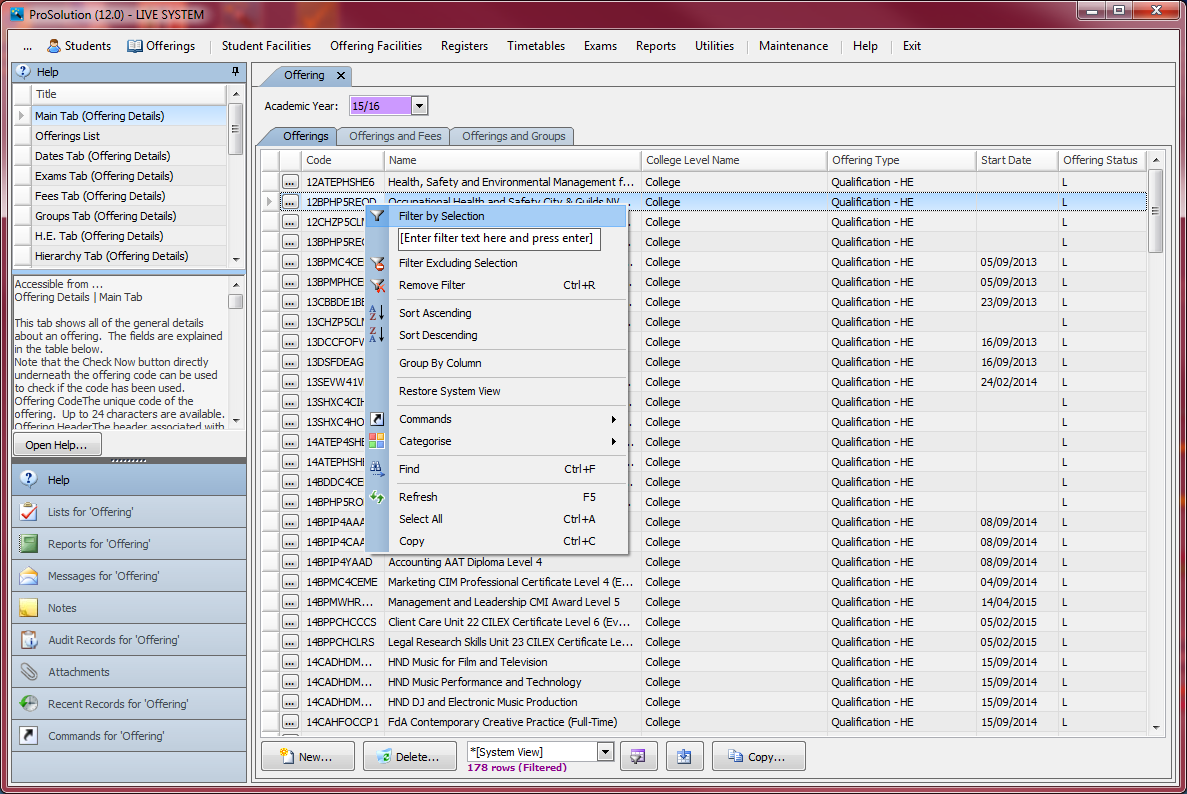 ProSolution (12.0) - LIVE SYSTEM
... Students Offerings Student Facilities Offering Facilities Registers Timetables Exams Reports Utilities Maintenance Help Exit
Help
Title
Main Tab (Offering Details)
Offerings List
Dates Tab (Offering Details)
Exams Tab (Offering Details)
Fees Tab (Offering Details)
Groups Tab (Offering Details)
H.E. Tab (Offering Details)
Hierarchy Tab (Offering Details)
Accessible from ...
Offering Details | Main Tab
This tab shows all of the general details
about an offering. The fields are explained
in the table below.
Note that the Check Now button directly
underneath the offering code can be used
to check if the code has been used.
Offering CodeThe unique code of the
offering. Up to 24 characters are available.
Offering HeaderThe header associated with
Open Help...
Help
Lists for 'Offering'
Reports for 'Offering'
Messages for 'Offering'
Notes
Audit Records for 'Offering'
Attachments
Recent Records for 'Offering'
Commands for 'Offering'
Offering
Academic Year: 15/16
Offerings Offerings and Fees Offerings and Groups
Code Name College Level Name Offering Type Start Date Offering Status
12ATEPHSHE6 Health, Safety and Environmental Management f... College Qualification - HE L
12BPHP5REOD Occupational Health and Safety City & Guilds NV... College Qualification - HE L
12CHZP5CLN College Qualification - HE L
13BPHP5REO College Qualification - HE L
13BPMC4CE College Qualification - HE 05/09/2013 L
13BPMPHCE College Qualification - HE 05/09/2013 L
13CBBDE1BE College Qualification - HE 23/09/2013 L
13CHZP5CLN College Qualification - HE L
13DCCFOFV College Qualification - HE 16/09/2013 L
13DSFDEAG College Qualification - HE 16/09/2013 L
13SEVW41W College Qualification - HE 24/02/2014 L
13SHXC4CIH College Qualification - HE L
13SHXC4HO College Qualification - HE L
14ATEP4SHE College Qualification - HE L
14ATEPHSHE College Qualification - HE L
14BDDC4CE College Qualification - HE L
14BPHP5RO College Qualification - HE L
14BPIP4AAA College Qualification - HE 08/09/2014 L
14BPIP4CAA College Qualification - HE 08/09/2014 L
14BPIP4YAAD Accounting AAT Diploma Level 4 College Qualification - HE 08/09/2014 L
14BPMC4CEME Marketing CIM Professional Certificate Level 4 (E... College Qualification - HE 04/09/2014 L
14BPMWHR... Management and Leadership CMI Award Level 5 College Qualification - HE 14/04/2015 L
14BPPCHCCCS Client Care Unit 22 CILEX Certificate Level 6 (Ev... College Qualification - HE 05/02/2015 L
14BPPCHCLRS Legal Research Skills Unit 23 CILEX Certificate Le... College Qualification - HE 05/02/2015 L
14CADHDM... HND Music for Film and Television College Qualification - HE 15/09/2014 L
14CADHDM... HND Music Performance and Technology College Qualification - HE 15/09/2014 L
14CADHDM... HND DJ and Electronic Music Production College Qualification - HE 15/09/2014 L
14CAHFOCCP1 FdA Contemporary Creative Practice (Full-Time) College Qualification - HE 15/09/2014 L
Filter by Selection
[Enter filter text here and press enter]
Filter Excluding Selection
Remove Filter Ctrl+R
Sort Ascending
Sort Descending
Group By Column
Restore System View
Commands
Categorise
Find Ctrl+F
Refresh F5
Select All Ctrl+A
Copy Ctrl+C
New... Delete... *[System View] Copy...
178 rows (Filtered)